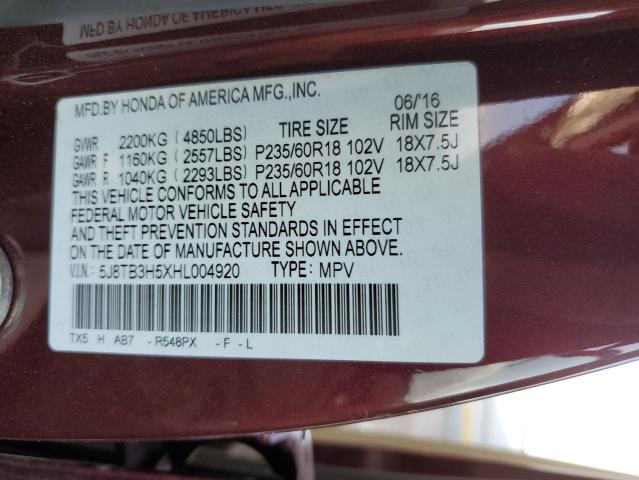 MFD.BY HONDA OF AMERICA MFG.,INC. 06/'16
GVWR 2200KG (4850LBS) TIRE SIZE RIM SIZE
GAWR F 1160KG (2557LBS) P235/60R18 102V 18X7.5J
GAWR R 1040KG (2293LBS) P235/60R18 102V 18X7.5J
THIS VEHICLE CONFORMS TO ALL APPLICABLE
FEDERAL MOTOR VEHICLE SAFETY
AND THEFT PREVENTION STANDARDS IN EFFECT
ON THE DATE OF MANUFACTURE SHOWN ABOVE.
V.I.N.: 5J8TB3H5XHL004920 TYPE: MPV
TX5 H AB7 - R548PX - F - L